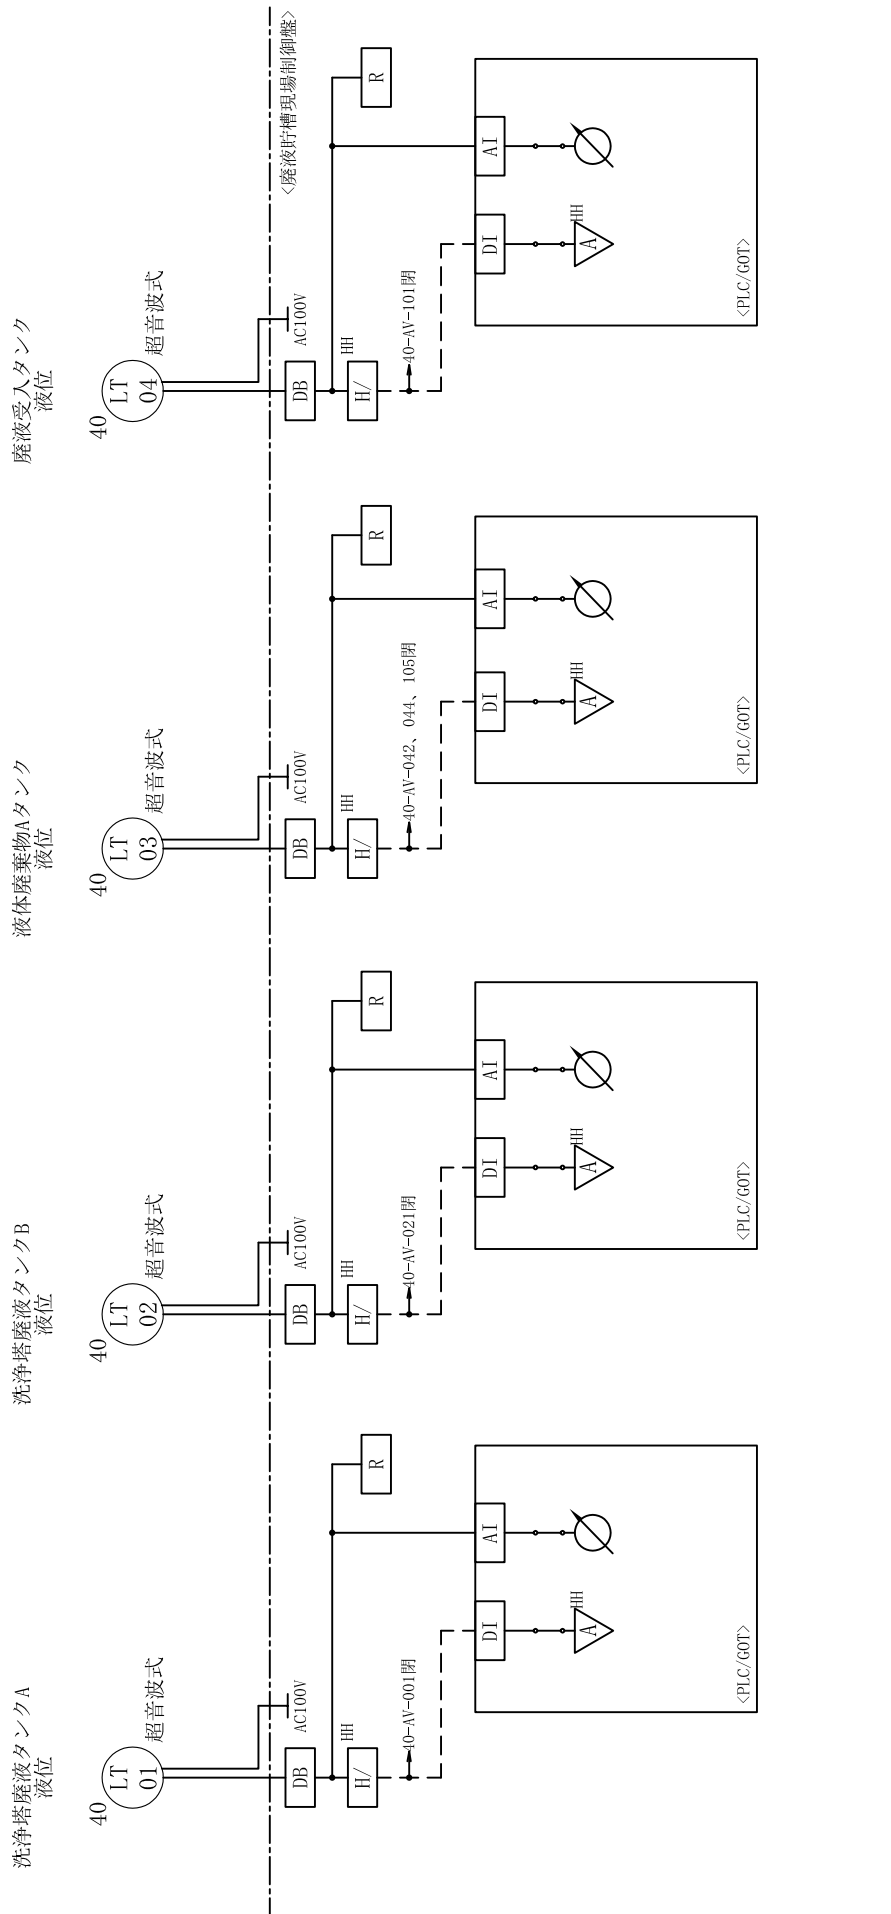 洗浄塔廃液タンクA
液位
40
LT
01
超音波式
AC100V
DB
HH
H/
40-AV-001閉
R
DI
AI
HH
A
<PLC/GOT>
洗浄塔廃液タンクB
液位
40
LT
02
超音波式
AC100V
DB
HH
H/
40-AV-021閉
R
DI
AI
HH
A
<PLC/GOT>
液体廃棄物Aタンク
液位
40
LT
03
超音波式
AC100V
DB
HH
H/
40-AV-042、044、105閉
R
DI
AI
HH
A
<PLC/GOT>
廃液受入タンク
液位
40
LT
04
超音波式
<廃液貯槽現場制御盤>
AC100V
DB
HH
H/
40-AV-101閉
R
DI
AI
HH
A
<PLC/GOT>